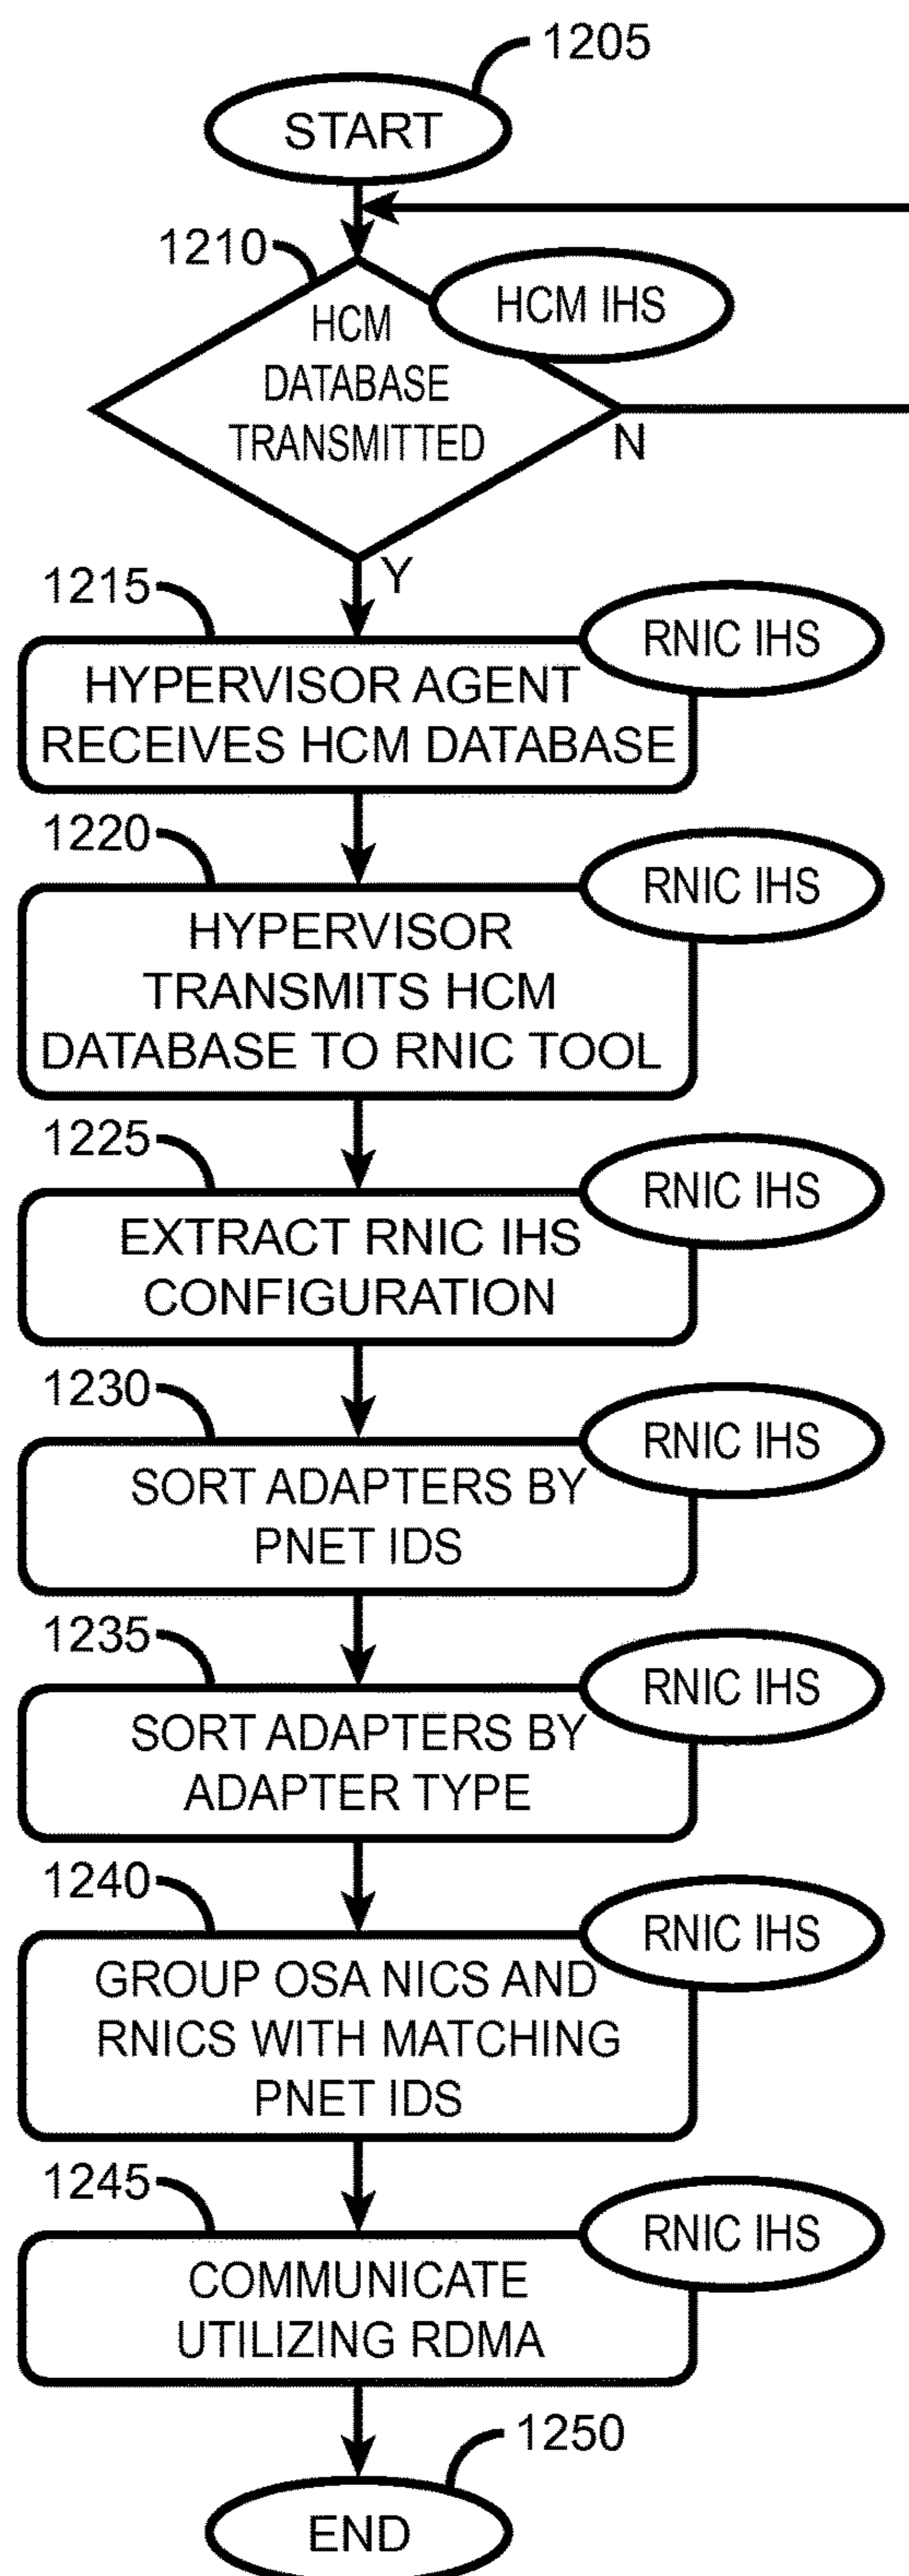 1205
START
1210
HCM IHS
HCM
DATABASE
TRANSMITTED
N
Y
1215
RNIC IHS
HYPERVISOR AGENT
RECEIVES HCM DATABASE
1220
RNIC IHS
HYPERVISOR
TRANSMITS HCM
DATABASE TO RNIC TOOL
1225
RNIC IHS
EXTRACT RNIC IHS
CONFIGURATION
1230
RNIC IHS
SORT ADAPTERS BY
PNET IDS
1235
RNIC IHS
SORT ADAPTERS BY
ADAPTER TYPE
1240
RNIC IHS
GROUP OSA NICS AND
RNICS WITH MATCHING
PNET IDS
1245
RNIC IHS
COMMUNICATE
UTILIZING RDMA
1250
END